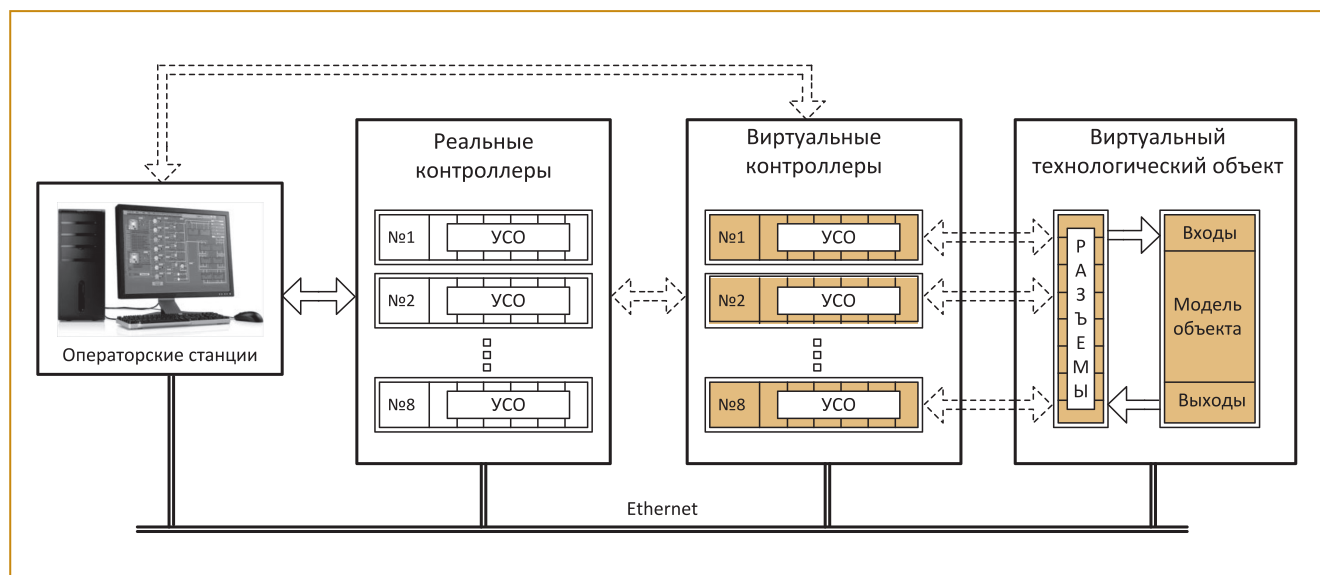 Реальные
контроллеры
№1
УСО
№2
УСО
№8
УСО
Виртуальные
контроллеры
№1
УСО
№2
УСО
№8
УСО
Виртуальный
технологический объект
РАЗЪЕМЫ
Входы
Модель
объекта
Выходы
Операторские станции
Ethernet